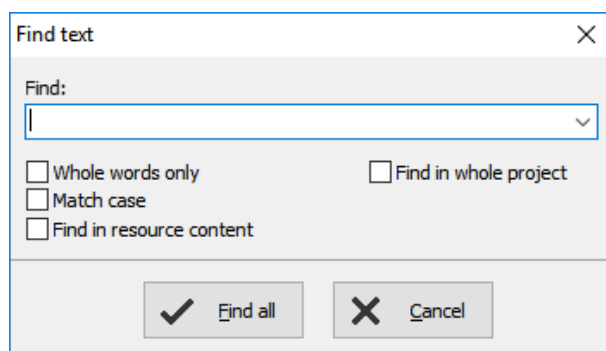 Find text
Find:
Whole words only
Find in whole project
Match case
Find in resource content
Find all
Cancel